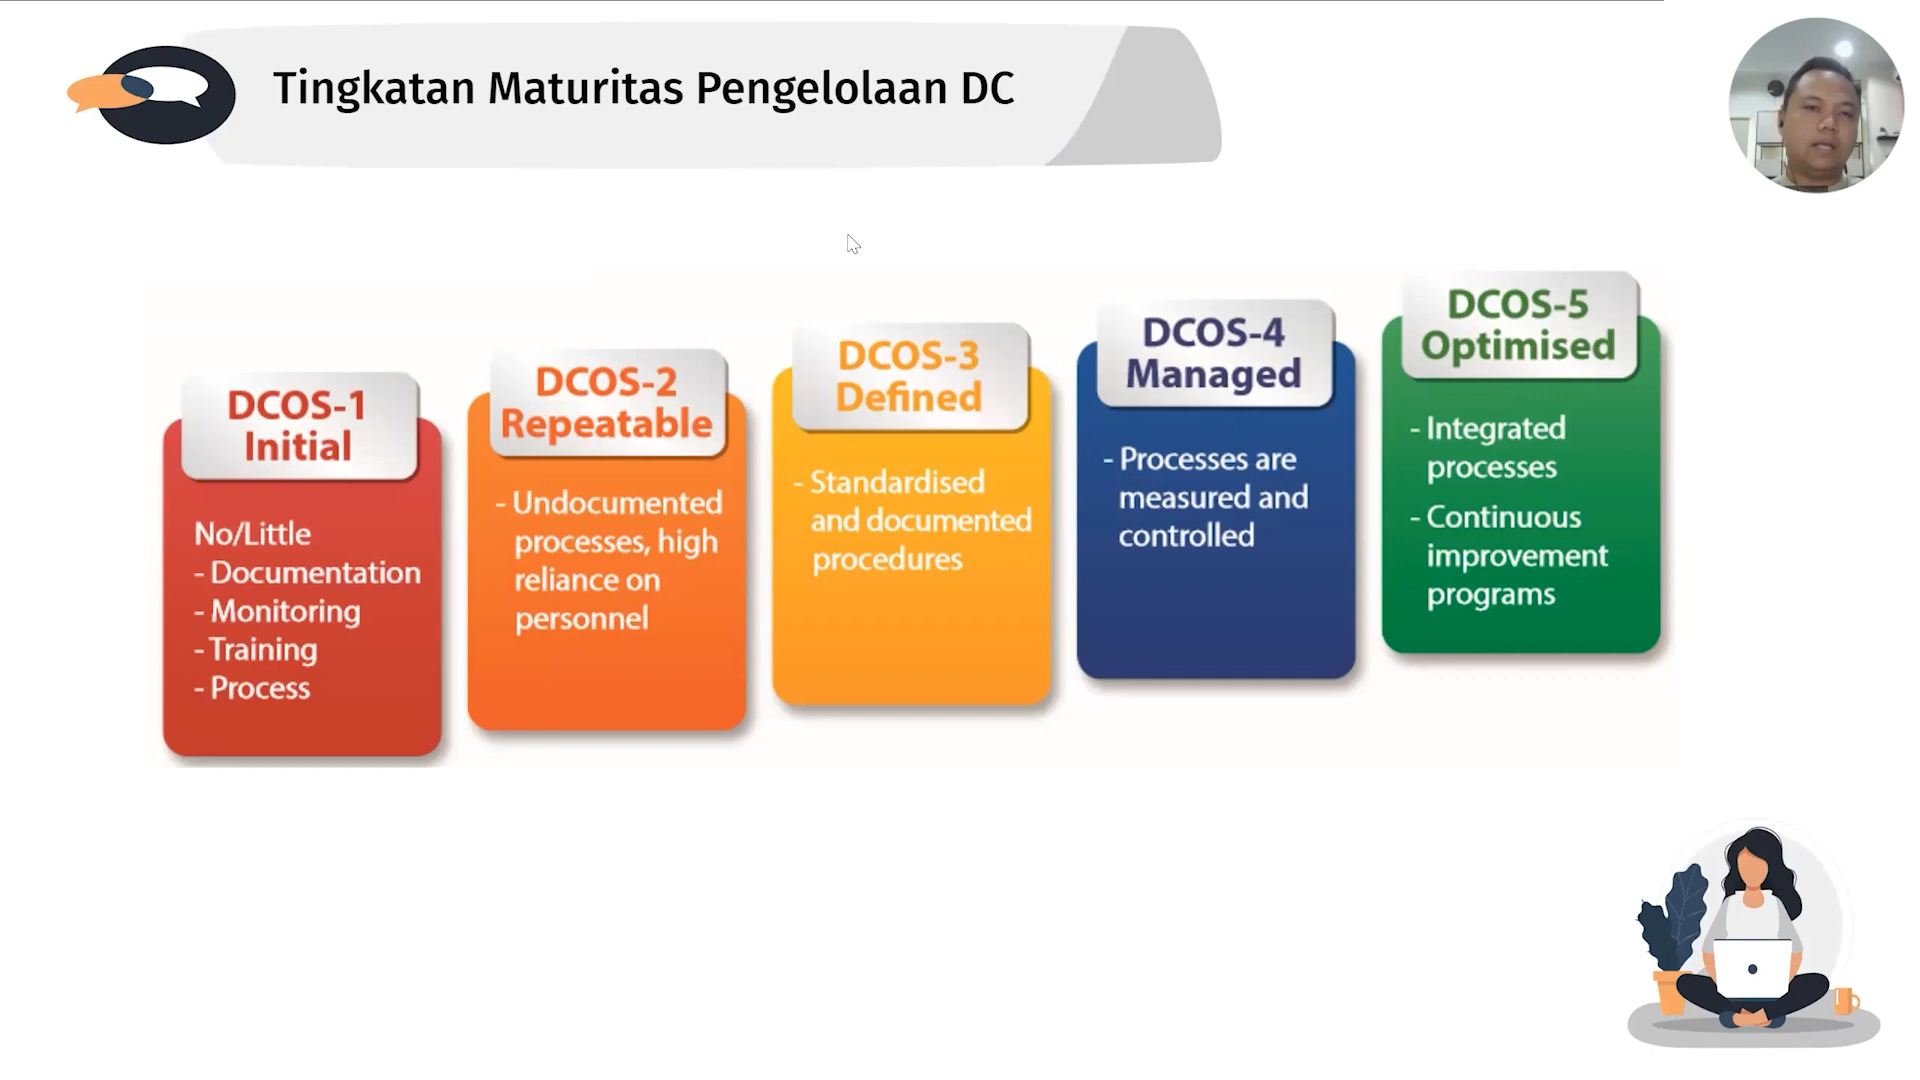 Tingkatan Maturitas Pengelolaan DC
DCOS-1
Initial
No/Little
- Documentation
- Monitoring
- Training
- Process
DCOS-2
Repeatable
- Undocumented
processes, high
reliance on
personnel
DCOS-3
Defined
- Standardised
and documented
procedures
DCOS-4
Managed
- Processes are
measured and
controlled
DCOS-5
Optimised
- Integrated
processes
- Continuous
improvement
programs